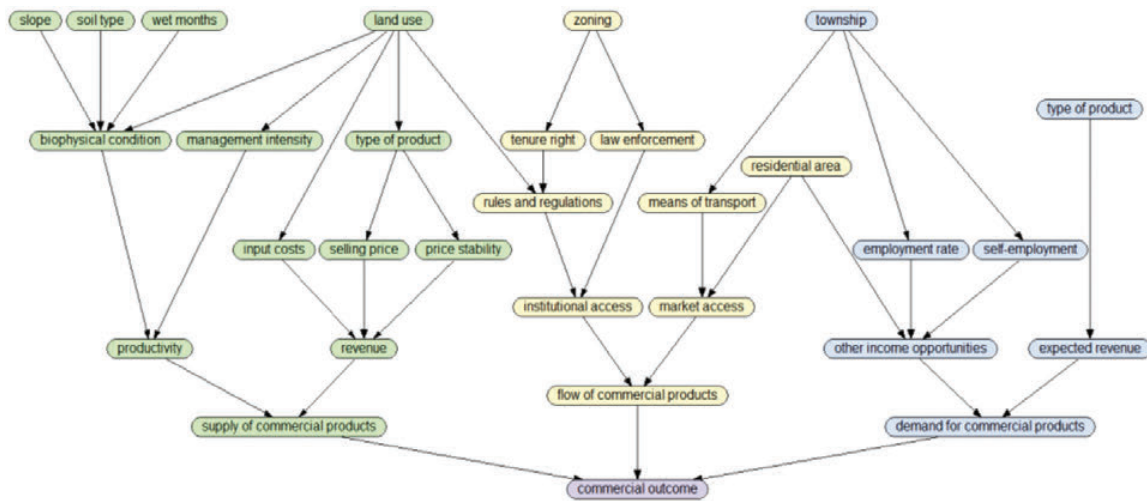 slope
soil type
wet months
land use
zoning
township
type of product
biophysical condition
management intensity
type of product
tenure right
law enforcement
residential area
rules and regulations
means of transport
input costs
selling price
price stability
employment rate
self-employment
institutional access
market access
productivity
revenue
other income opportunities
expected revenue
flow of commercial products
supply of commercial products
demand for commercial products
commercial outcome